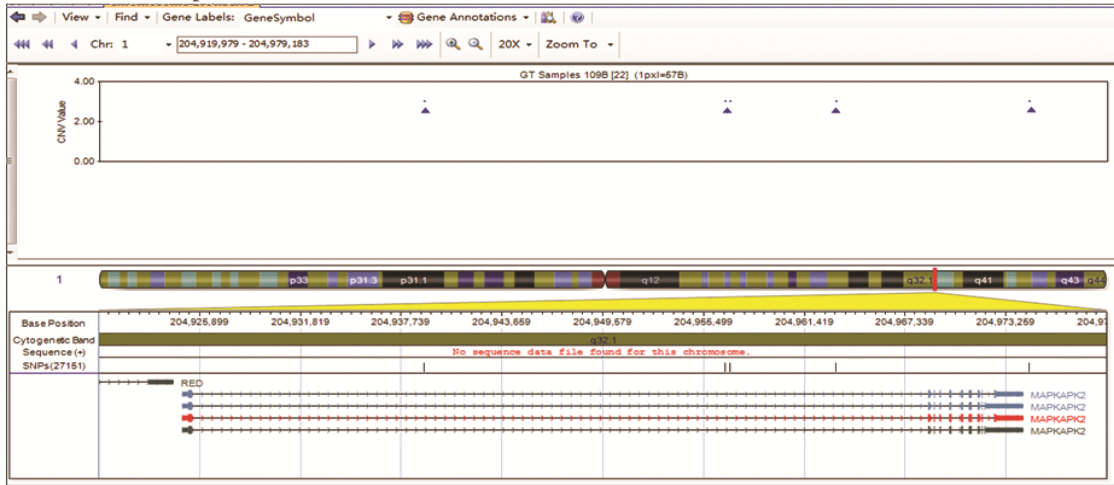 View Find Gene Labels: GeneSymbol Gene Annotations
Chr: 1 204,919,979 - 204,979,183 20X Zoom To
GT Samples 109B [22] (1pxl=57B)
4.00
2.00
0.00
CNV Value
1 p33 p31.3 p31.1 q12 q32.1 q41 q43 q44
Base Position 204,925,899 204,931,819 204,937,739 204,943,659 204,949,579 204,955,499 204,961,419 204,967,339 204,973,259 204,97
Cytogenetic Band q32.1
Sequence (+) No sequence data file found for this chromosome.
SNPs(27151)
RED
MAPKAPK2
MAPKAPK2
MAPKAPK2
MAPKAPK2